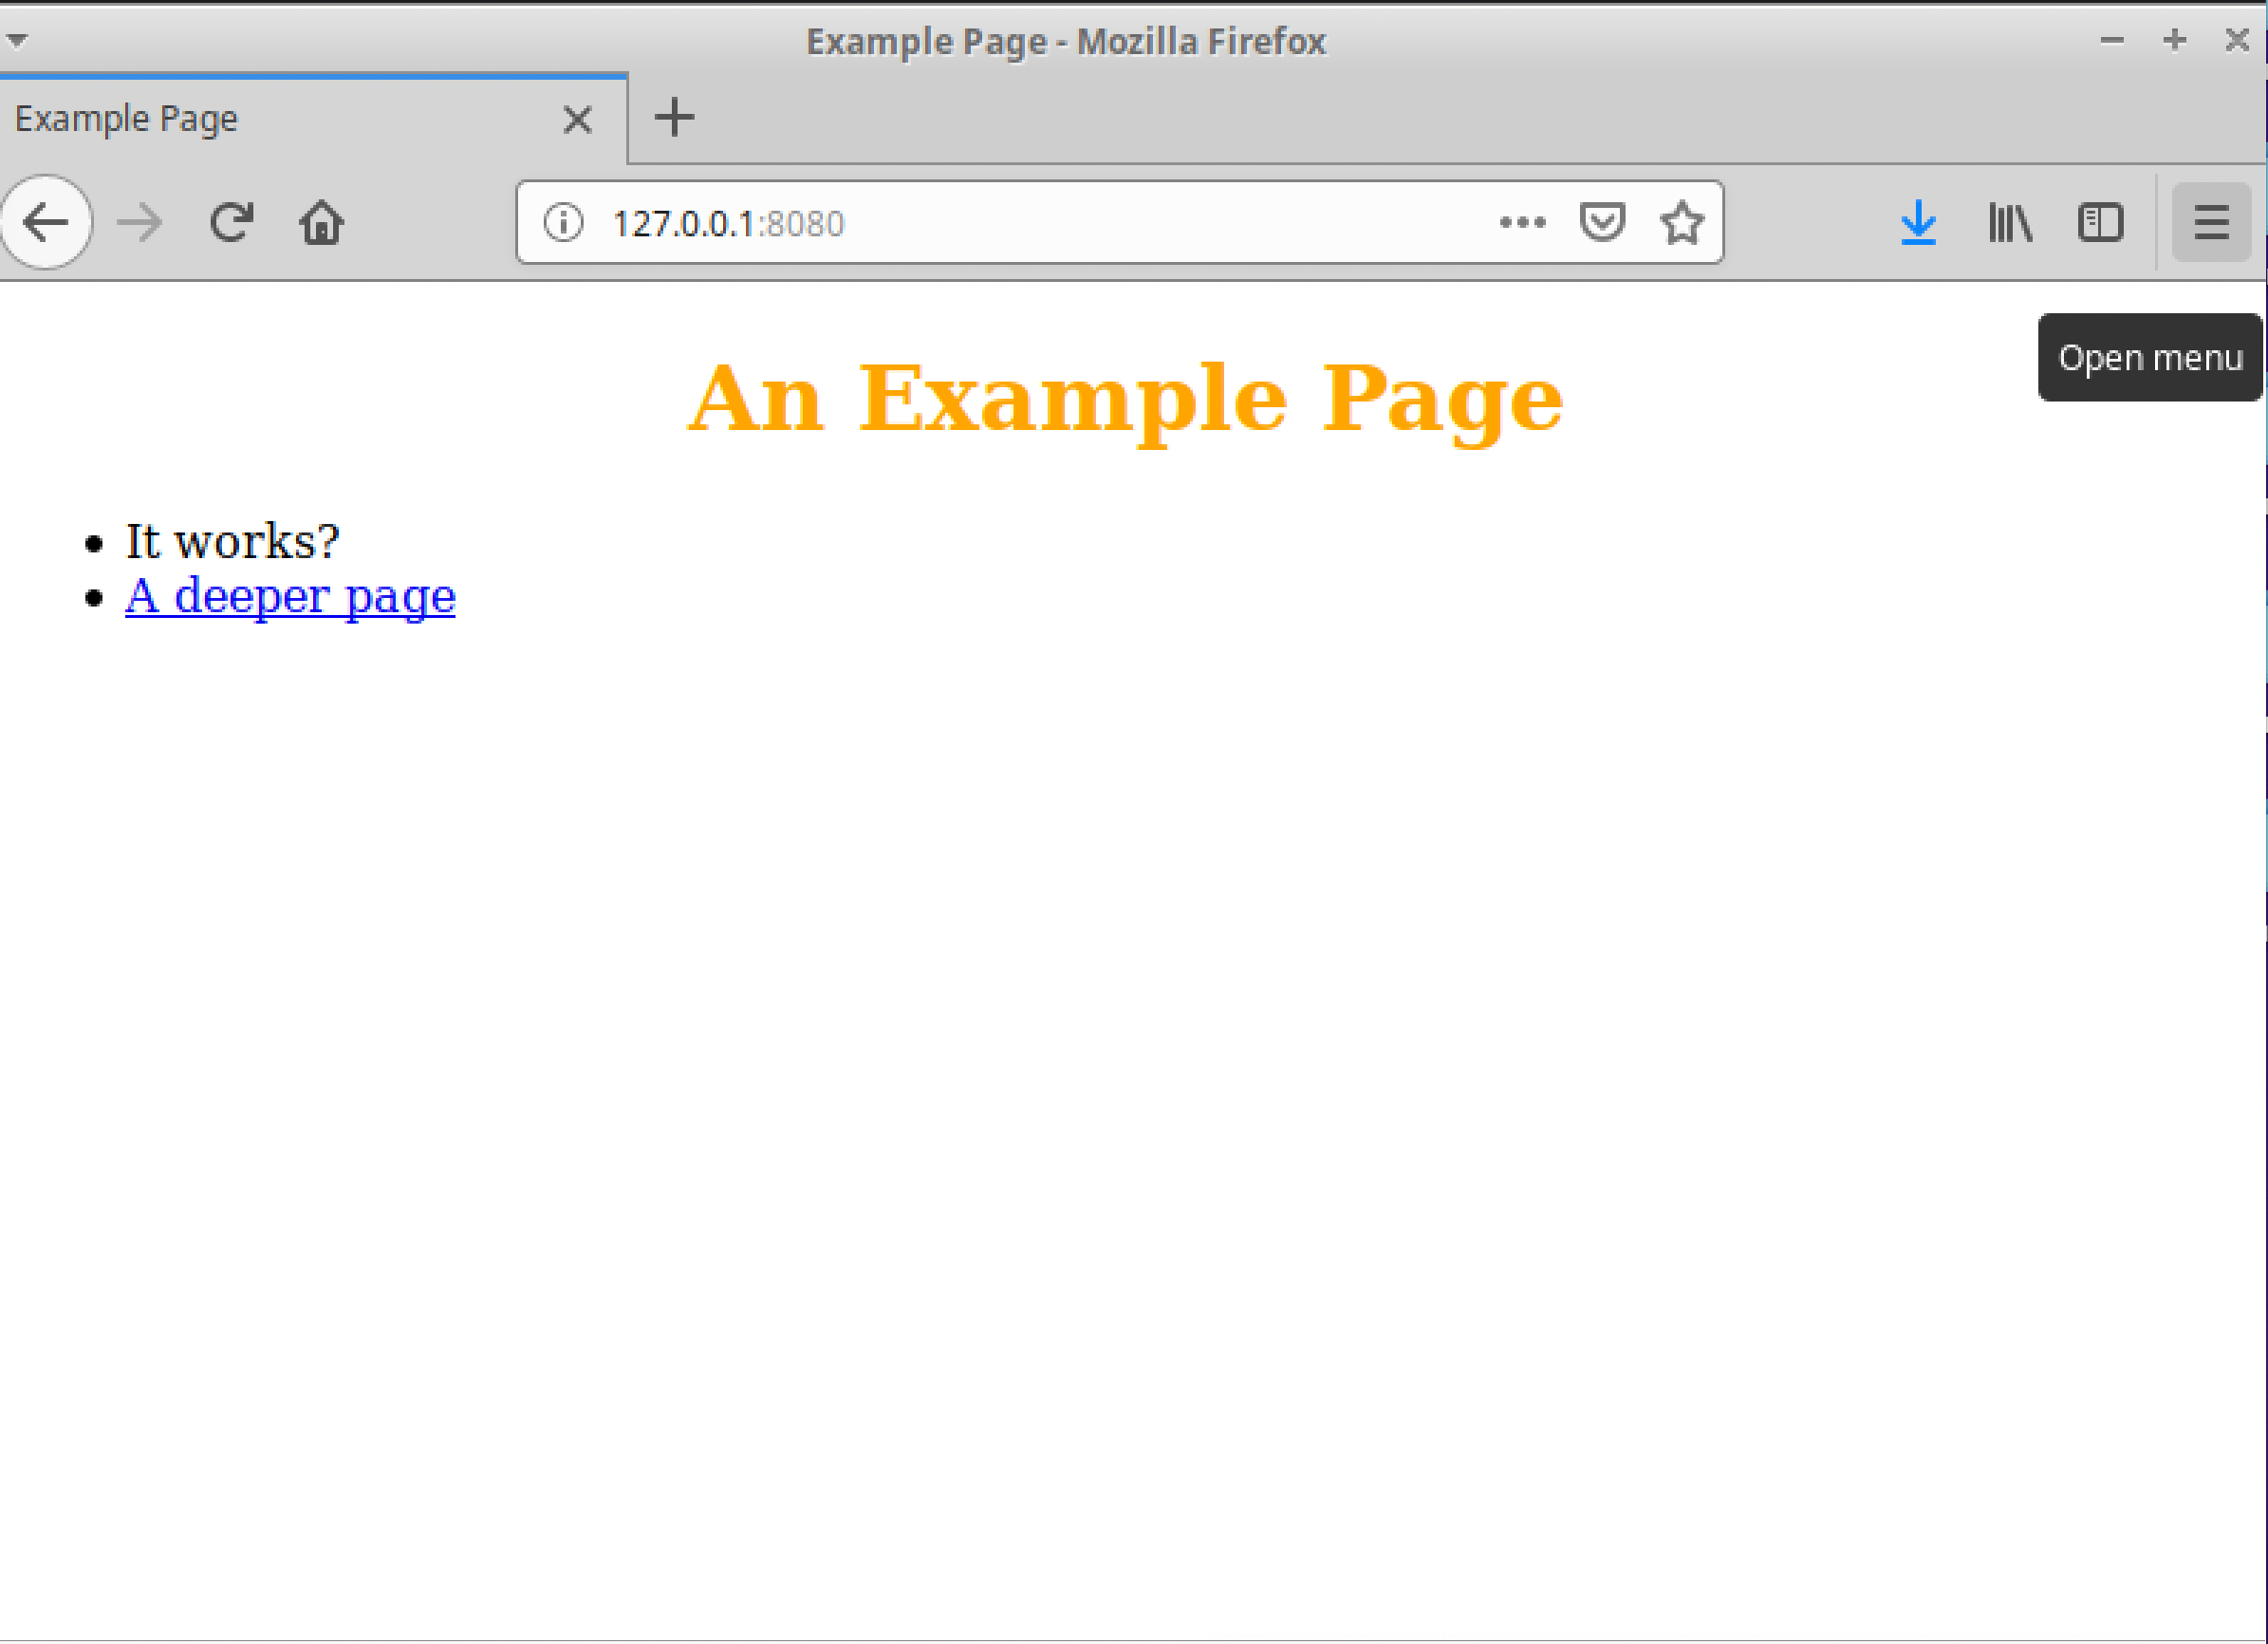 Example Page - Mozilla Firefox
Example Page
127.0.0.1:8080
Open menu
An Example Page
It works?
A deeper page